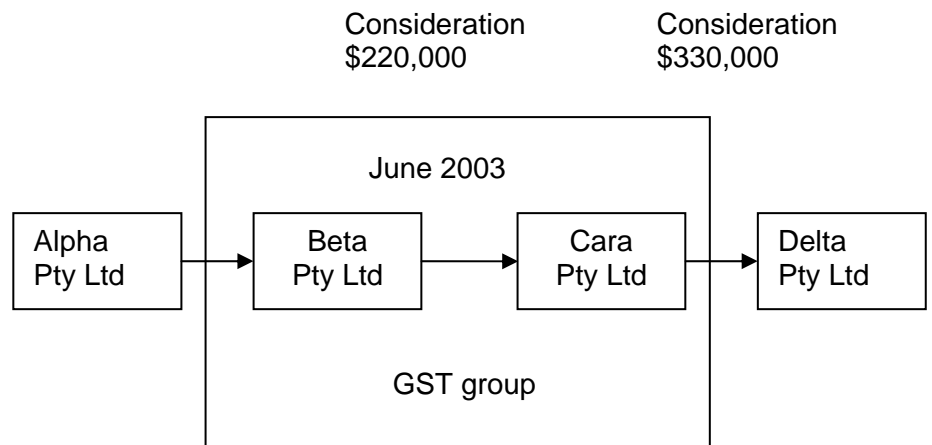 Consideration
$220,000
Consideration
$330,000
June 2003
Alpha
Pty Ltd
Beta
Pty Ltd
Cara
Pty Ltd
Delta
Pty Ltd
GST group